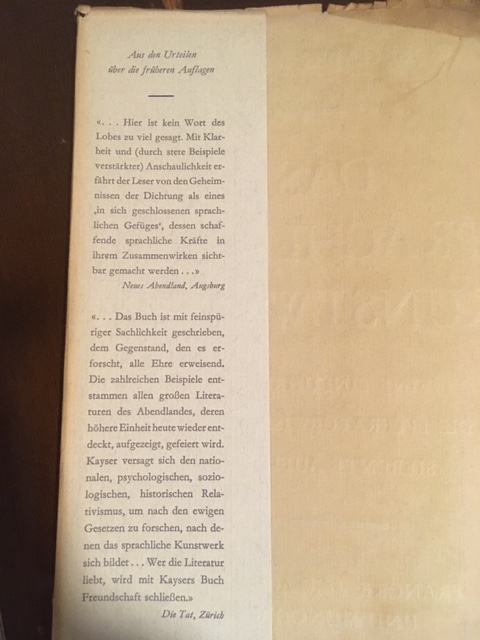 Aus den Urteilen
über die früheren Auflagen
«. . . Hier ist kein Wort des
Lobes zu viel gesagt. Mit Klar-
heit und (durch stete Beispiele
verstärkter) Anschaulichkeit er-
fährt der Leser von den Geheim-
nissen der Dichtung als eines
‚in sich geschlossenen sprach-
lichen Gefüges‘, dessen schaf-
fende sprachliche Kräfte in
ihrem Zusammenwirken sicht-
bar gemacht werden . . .»
Neues Abendland, Augsburg
«. . . Das Buch ist mit feinspü-
riger Sachlichkeit geschrieben,
dem Gegenstand, den es er-
forscht, alle Ehre erweisend.
Die zahlreichen Beispiele ent-
stammen allen großen Litera-
turen des Abendlandes, deren
höhere Einheit heute wieder ent-
deckt, aufgezeigt, gefeiert wird.
Kayser versagt sich den natio-
nalen, psychologischen, sozio-
logischen, historischen Rela-
tivismus, um nach den ewigen
Gesetzen zu forschen, nach de-
nen das sprachliche Kunstwerk
sich bildet . . . Wer die Literatur
liebt, wird mit Kaysers Buch
Freundschaft schließen.»
Die Tat, Zürich